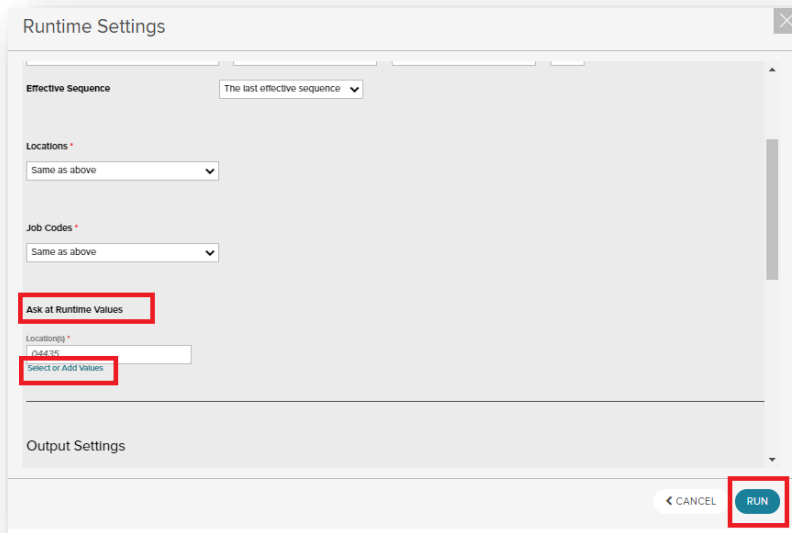 Runtime Settings
Effective Sequence
The last effective sequence
Locations *
Same as above
Job Codes *
Same as above
Ask at Runtime Values
Location(s) *
04435
Select or Add Values
Output Settings
CANCEL
RUN